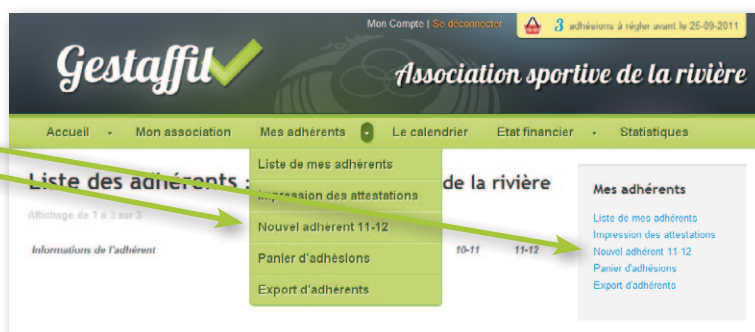 Mon Compte | Se déconnecter
3 adhésions à régler avant le 25-09-2011
Gestaffil
Association sportive de la rivière
Accueil
Mon association
Mes adhérents
Le calendrier
Etat financier
Statistiques
Liste de mes adhérents
Impression des attestations
Nouvel adhérent 11-12
Panier d'adhésions
Export d'adhérents
Liste des adhérents : de la rivière
Affichage de 1 à 3 sur 3
Informations de l'adhérent
10-11
11-12
Mes adhérents
Liste de mes adhérents
Impression des attestations
Nouvel adhérent 11-12
Panier d'adhésions
Export d'adhérents